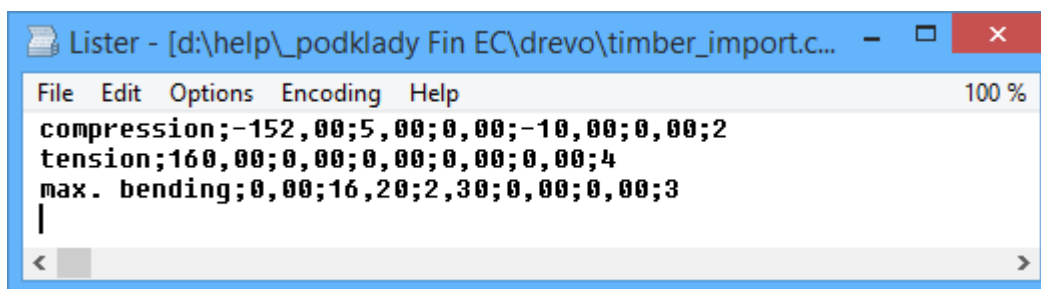 Lister - [d:\help\_podklady Fin EC\drevo\timber_import.c...
File Edit Options Encoding Help 100 %
compression;-152,00;5,00;0,00;-10,00;0,00;2
tension;160,00;0,00;0,00;0,00;0,00;4
max. bending;0,00;16,20;2,30;0,00;0,00;3